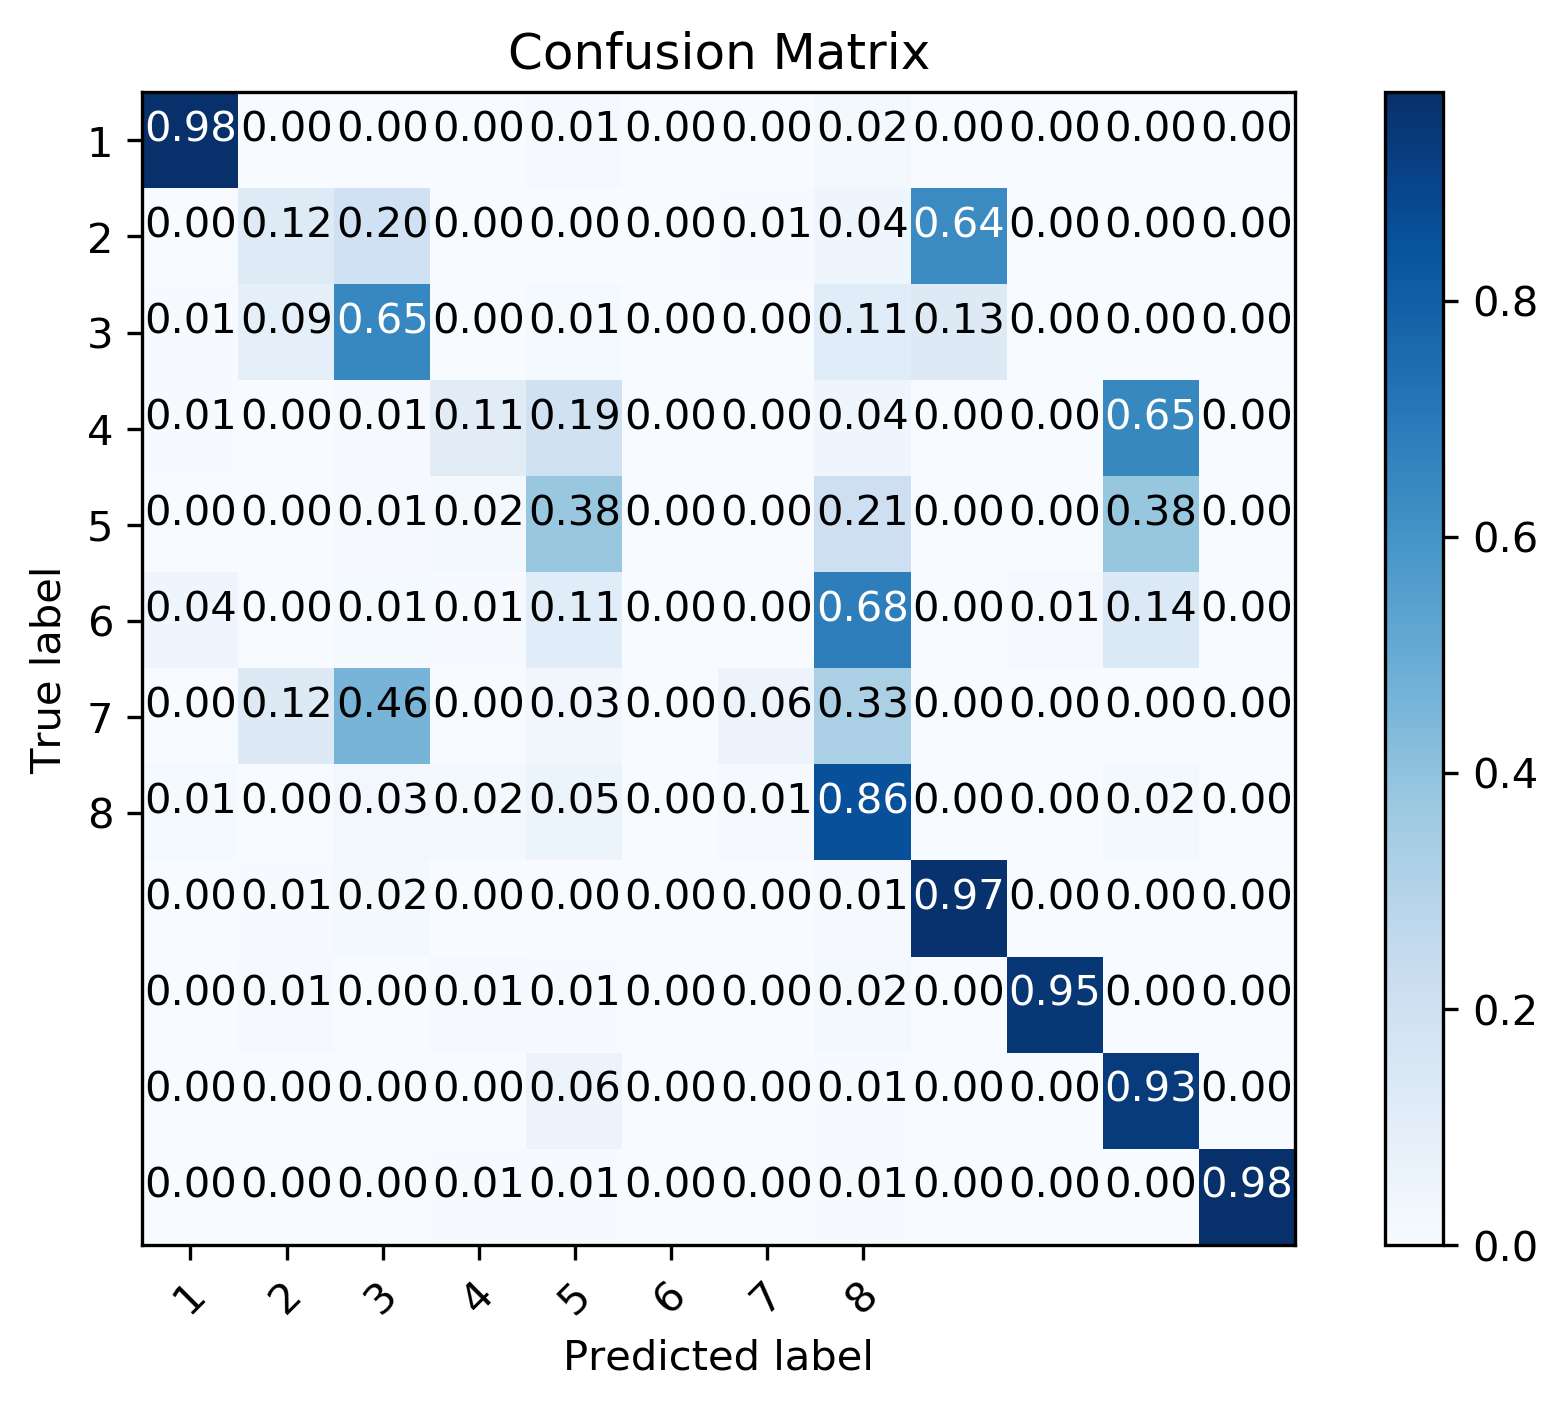 Confusion Matrix
1 0.98 0.00 0.00 0.00 0.01 0.00 0.00 0.02 0.00 0.00 0.00 0.00
2 0.00 0.12 0.20 0.00 0.00 0.00 0.01 0.04 0.64 0.00 0.00 0.00
3 0.01 0.09 0.65 0.00 0.01 0.00 0.00 0.11 0.13 0.00 0.00 0.00
4 0.01 0.00 0.01 0.11 0.19 0.00 0.00 0.04 0.00 0.00 0.65 0.00
5 0.00 0.00 0.01 0.02 0.38 0.00 0.00 0.21 0.00 0.00 0.38 0.00
6 0.04 0.00 0.01 0.01 0.11 0.00 0.00 0.68 0.00 0.01 0.14 0.00
7 0.00 0.12 0.46 0.00 0.03 0.00 0.06 0.33 0.00 0.00 0.00 0.00
8 0.01 0.00 0.03 0.02 0.05 0.00 0.01 0.86 0.00 0.00 0.02 0.00
0.00 0.01 0.02 0.00 0.00 0.00 0.00 0.01 0.97 0.00 0.00 0.00
0.00 0.01 0.00 0.01 0.01 0.00 0.00 0.02 0.00 0.95 0.00 0.00
0.00 0.00 0.00 0.00 0.06 0.00 0.00 0.01 0.00 0.00 0.93 0.00
0.00 0.00 0.00 0.01 0.01 0.00 0.00 0.01 0.00 0.00 0.00 0.98
1 2 3 4 5 6 7 8
Predicted label
True label
0.8
0.6
0.4
0.2
0.0